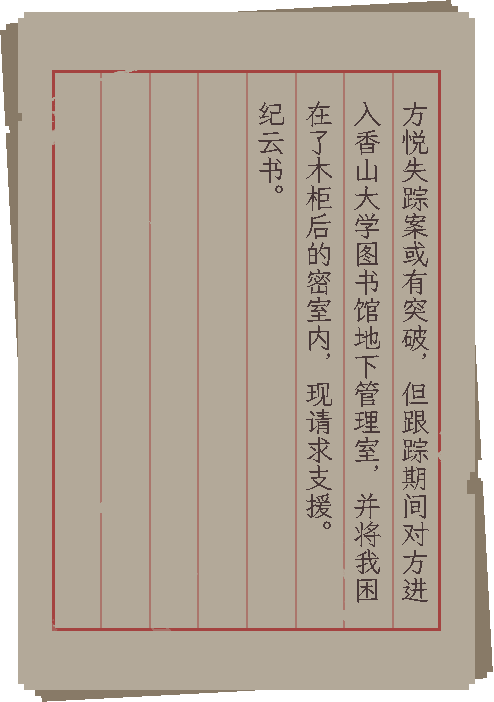 方悦失踪案或有突破，但跟踪期间对方进
入香山大学图书馆地下管理室，并将我困
在了木柜后的密室内，现请求支援。
纪云书。